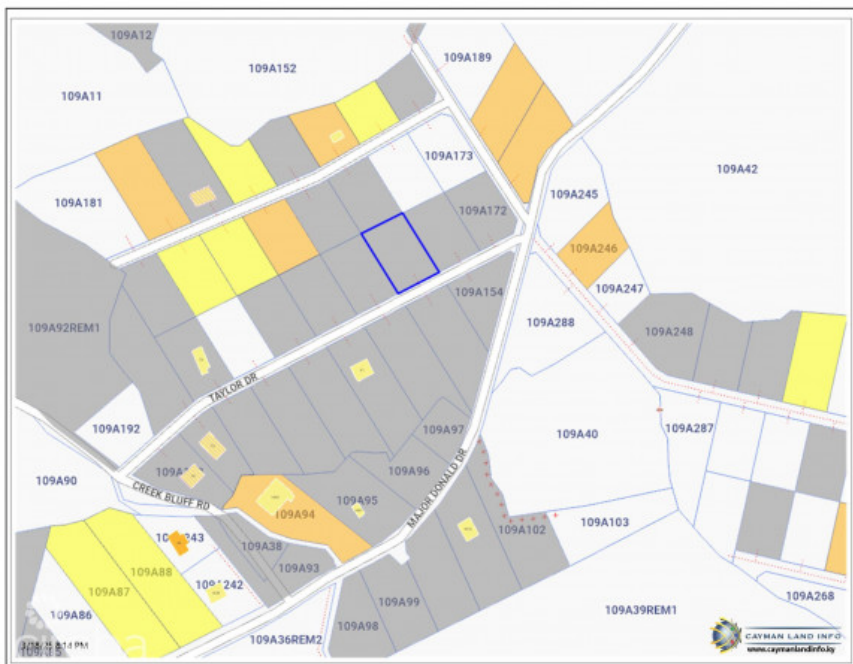 109A12
109A152
109A189
109A11
109A173
109A42
109A181
109A245
109A172
109A246
109A154
109A247
109A92REM1
109A288
109A248
TAYLOR DR
109A192
109A97
109A40
109A287
109A90
109A96
CREEK BLUFF RD
109A94
109A95
MAJOR DONALD DR
109A103
109A102
109A38
109A88
109A87
109A93
109A242
109A99
109A268
109A86
109A98
109A39REM1
109A36REM2
CAYMAN LAND INFO
www.caymanlandinfo.ky